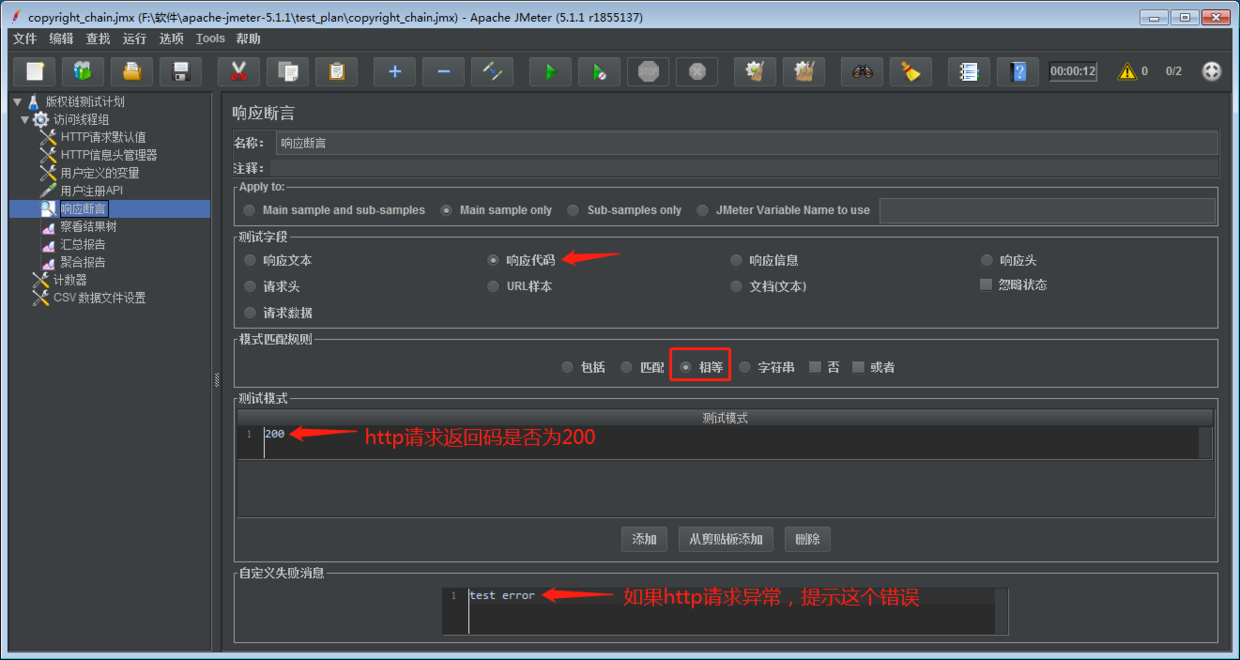 copyright_chain.jmx (F:\软件\apache-jmeter-5.1.1\test_plan\copyright_chain.jmx) - Apache JMeter (5.1.1 r1855137)
文件 编辑 查找 运行 选项 Tools 帮助
STOP 00:00:12 0 0/2
版权链测试计划
访问线程组
HTTP请求默认值
HTTP信息头管理器
用户定义的变量
用户注册API
响应断言
察看结果树
汇总报告
聚合报告
计数器
CSV 数据文件设置
响应断言
名称: 响应断言
注释:
Apply to:
Main sample and sub-samples Main sample only Sub-samples only JMeter Variable Name to use
测试字段
响应文本 响应代码 响应信息 响应头
请求头 URL样本 文档(文本) 忽略状态
请求数据
模式匹配规则
包括 匹配 相等 字符串 否 或者
测试模式
测试模式
1 200 http请求返回码是否为200
添加 从剪贴板添加 删除
自定义失败消息
1 test error 如果http请求异常，提示这个错误